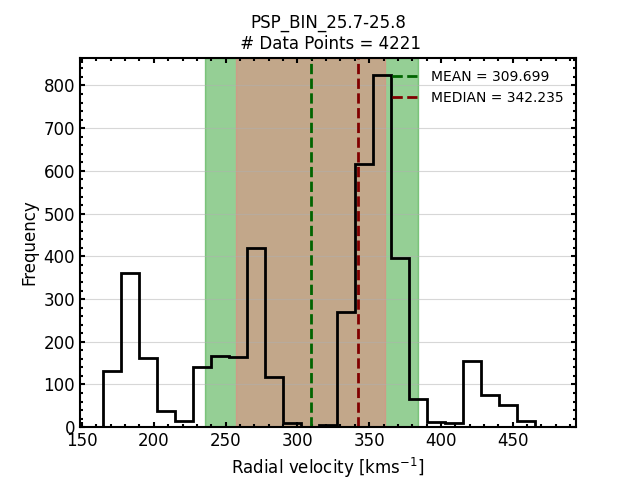 PSP_BIN_25.7-25.8
# Data Points = 4221
MEAN = 309.699
MEDIAN = 342.235
Frequency
800
700
600
500
400
300
200
100
0
150 200 250 300 350 400 450
Radial velocity [kms⁻¹]